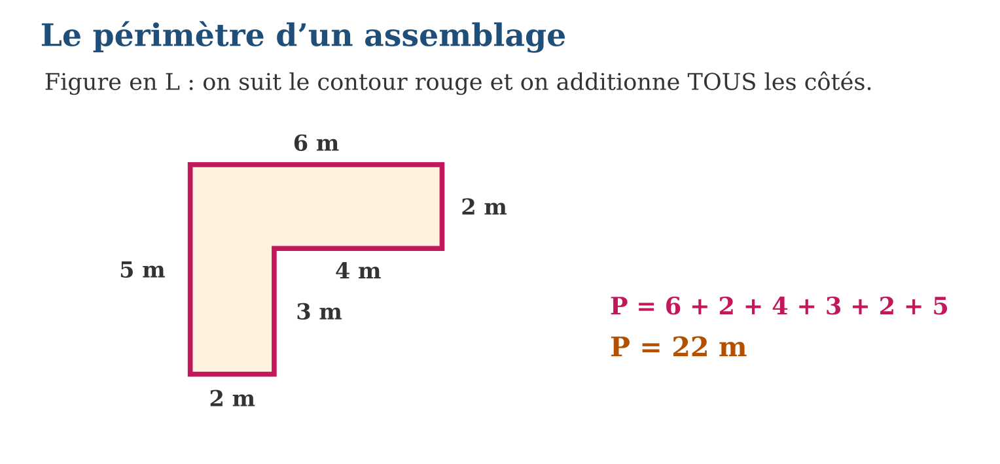 Le périmètre d’un assemblage
Figure en L : on suit le contour rouge et on additionne TOUS les côtés.
6 m
2 m
5 m
4 m
3 m
P = 6 + 2 + 4 + 3 + 2 + 5
P = 22 m
2 m